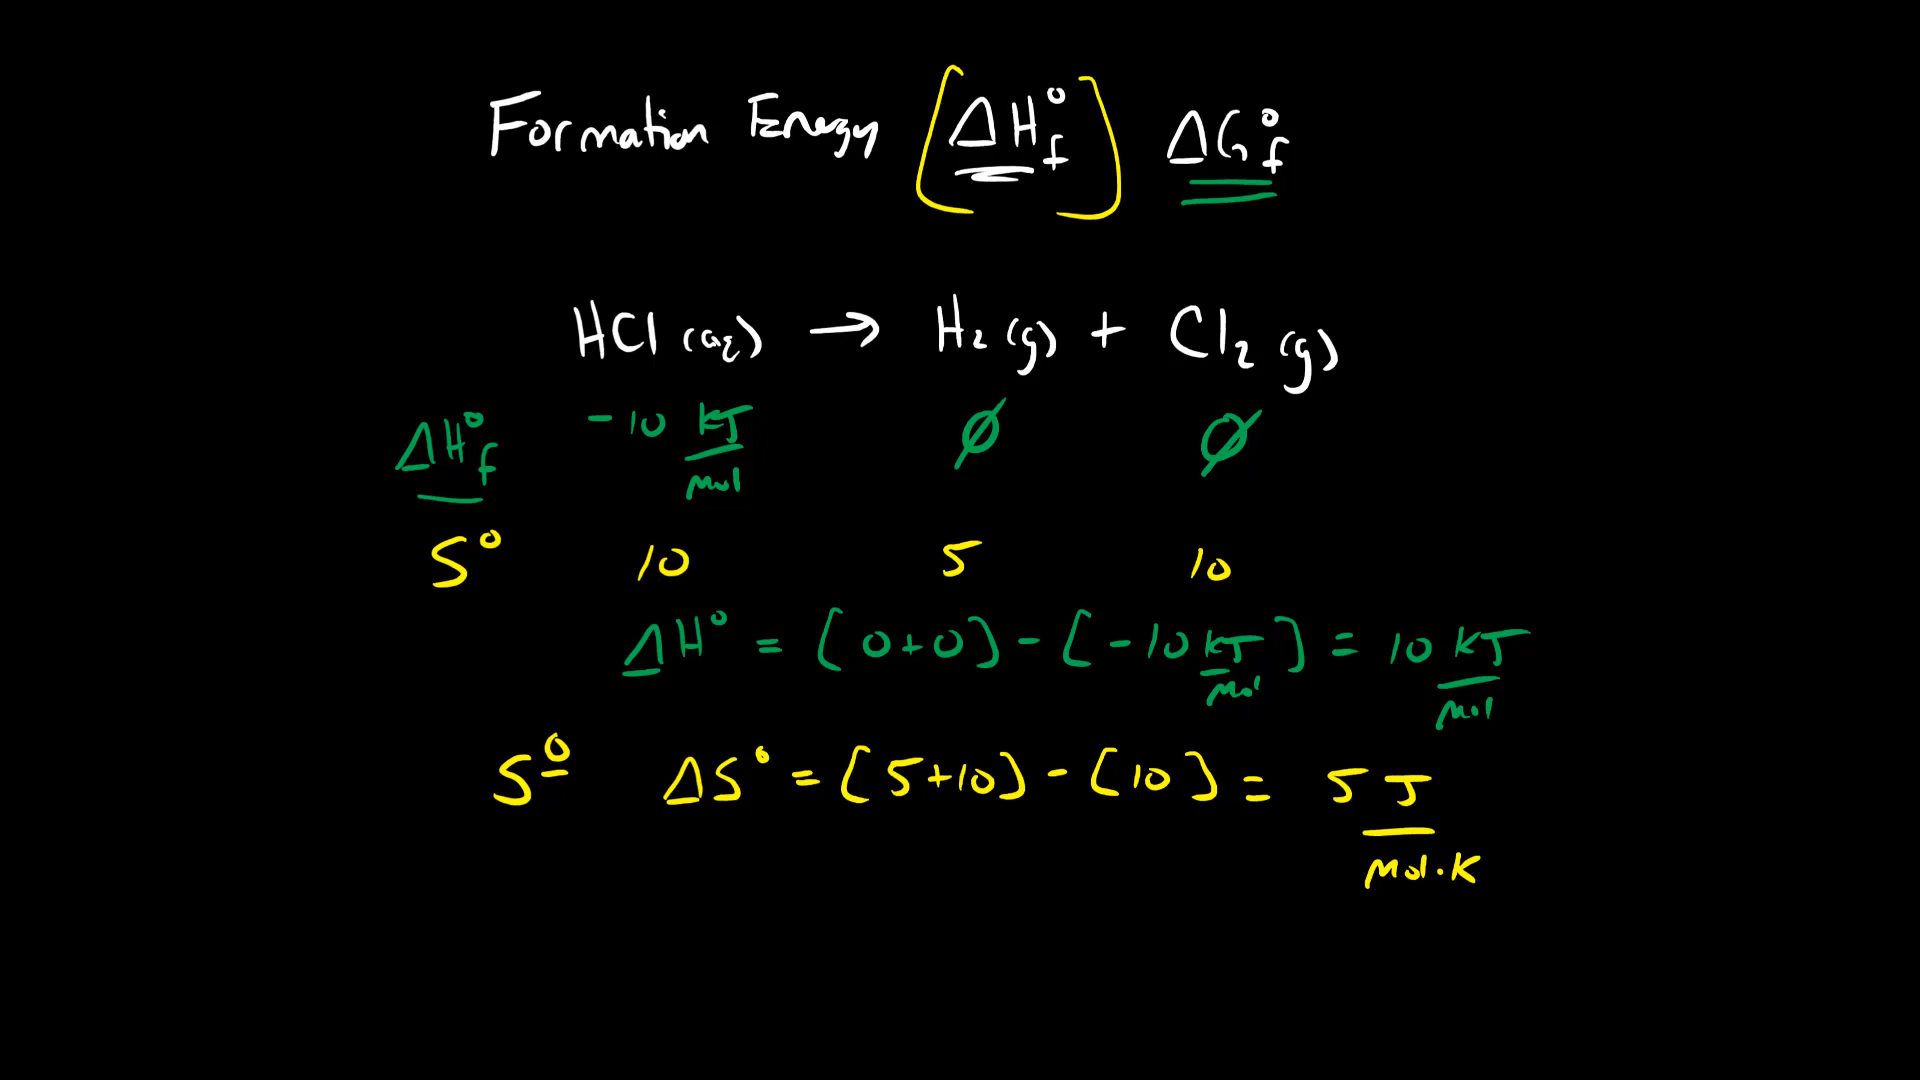 Formation Energy [ΔH°f] ΔG°f
HCl (aq) → H₂ (g) + Cl₂ (g)
ΔH°f -10 kJ/mol ∅ ∅
S° 10 5 10
ΔH° = [0+0] - [-10 kJ/mol] = 10 kJ/mol
S° ΔS° = [5+10] - [10] = 5 J/mol·K